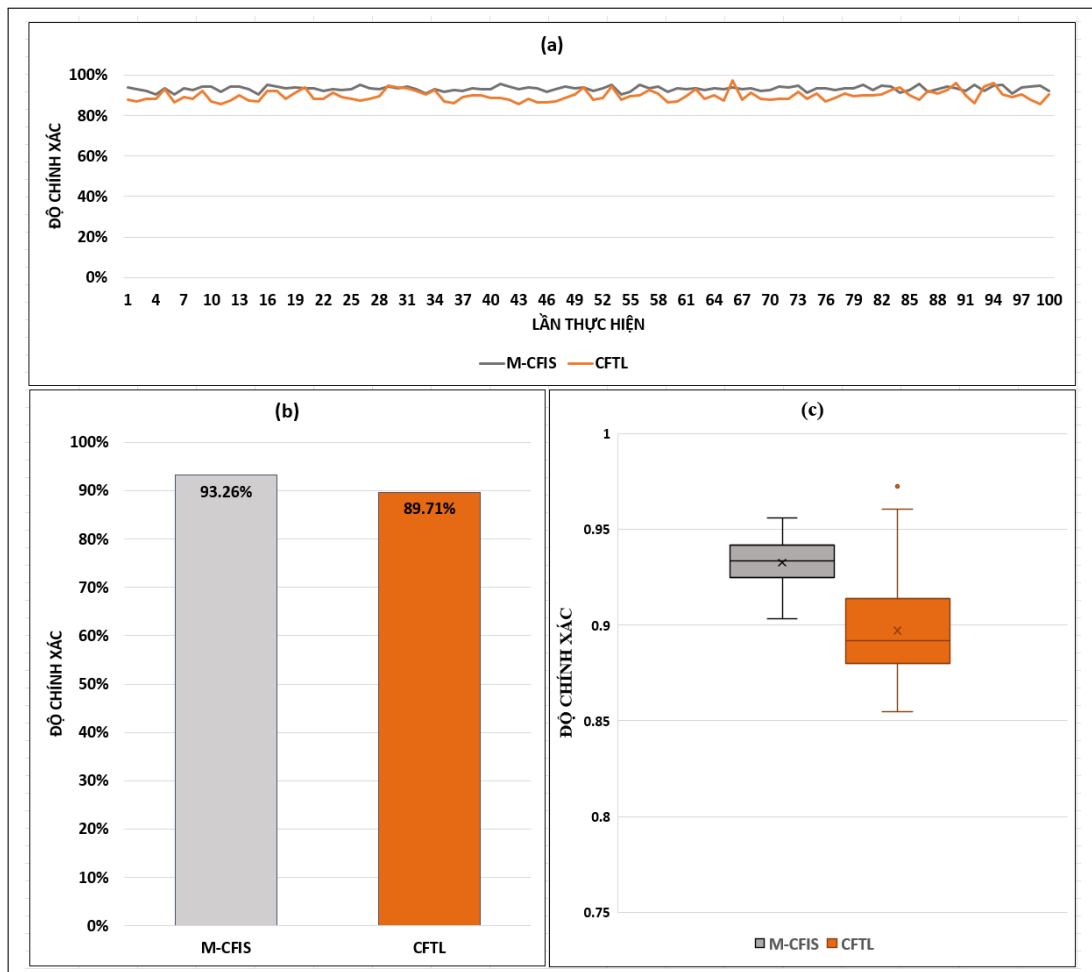 (a)
ĐỘ CHÍNH XÁC
100%
80%
60%
40%
20%
0%
1 4 7 10 13 16 19 22 25 28 31 34 37 40 43 46 49 52 55 58 61 64 67 70 73 76 79 82 85 88 91 94 97 100
LẦN THỰC HIỆN
M-CFIS CFTL
(b)
ĐỘ CHÍNH XÁC
100%
90%
80%
70%
60%
50%
40%
30%
20%
10%
0%
93.26%
89.71%
M-CFIS CFTL
(c)
ĐỘ CHÍNH XÁC
1
0.95
0.9
0.85
0.8
0.75
M-CFIS CFTL